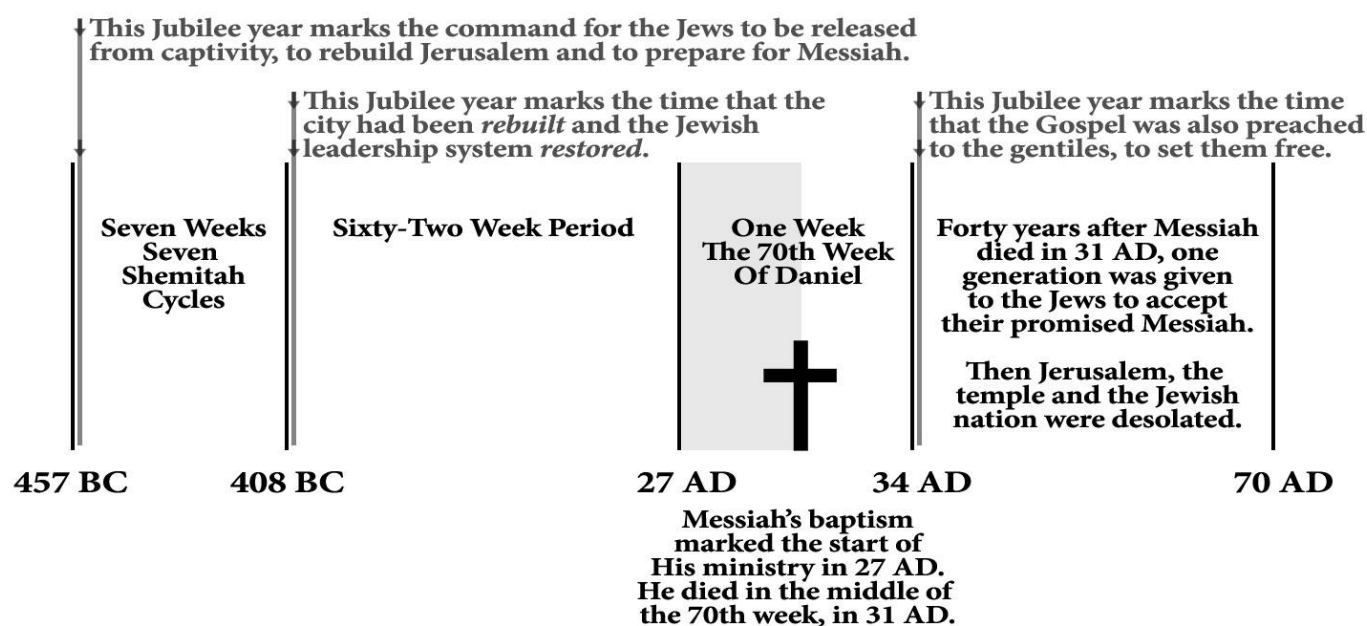 This Jubilee year marks the command for the Jews to be released
from captivity, to rebuild Jerusalem and to prepare for Messiah.
This Jubilee year marks the time that the
city had been rebuilt and the Jewish
leadership system restored.
This Jubilee year marks the time
that the Gospel was also preached
to the gentiles, to set them free.
Seven Weeks
Seven
Shemitah
Cycles
Sixty-Two Week Period
One Week
The 70th Week
Of Daniel
Forty years after Messiah
died in 31 AD, one
generation was given
to the Jews to accept
their promised Messiah.
Then Jerusalem, the
temple and the Jewish
nation were desolated.
457 BC
408 BC
27 AD
34 AD
70 AD
Messiah's baptism
marked the start of
His ministry in 27 AD.
He died in the middle of
the 70th week, in 31 AD.